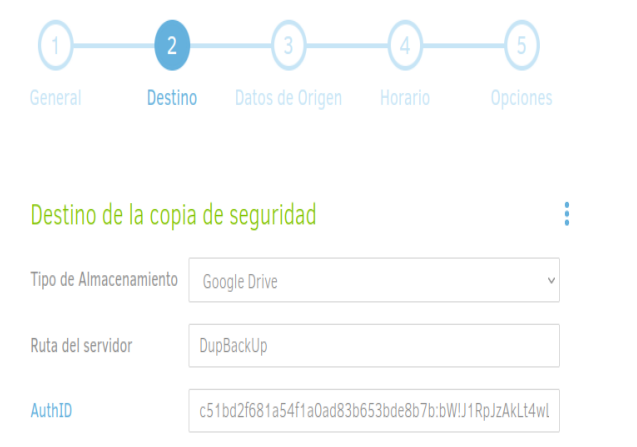 1 2 3 4 5
General Destino Datos de Origen Horario Opciones
Destino de la copia de seguridad
Tipo de Almacenamiento Google Drive
Ruta del servidor DupBackUp
AuthID c51bd2f681a54f1a0ad83b653bde8b7b:bW!J1RpJzAkLt4wL